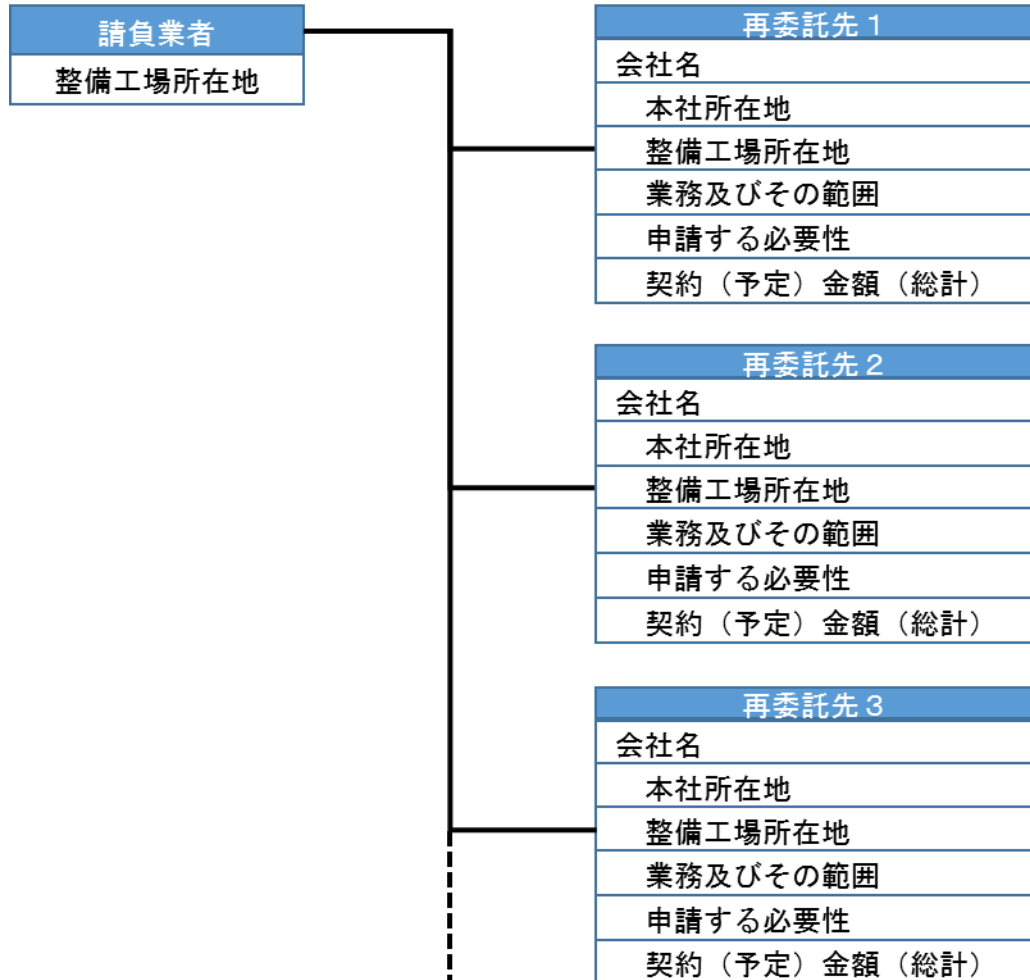 請負業者
整備工場所在地
再委託先1
会社名
本社所在地
整備工場所在地
業務及びその範囲
申請する必要性
契約（予定）金額（総計）
再委託先2
会社名
本社所在地
整備工場所在地
業務及びその範囲
申請する必要性
契約（予定）金額（総計）
再委託先3
会社名
本社所在地
整備工場所在地
業務及びその範囲
申請する必要性
契約（予定）金額（総計）